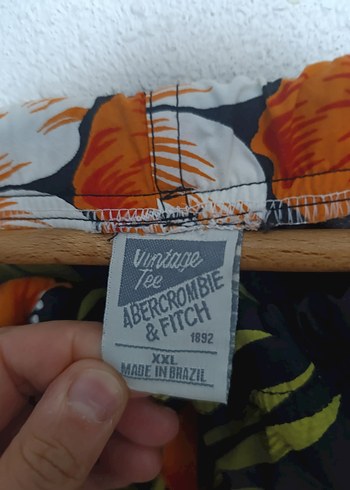 Vintage
Tee
ABERCROMBIE
& FITCH
1892
XXL
MADE IN BRAZIL